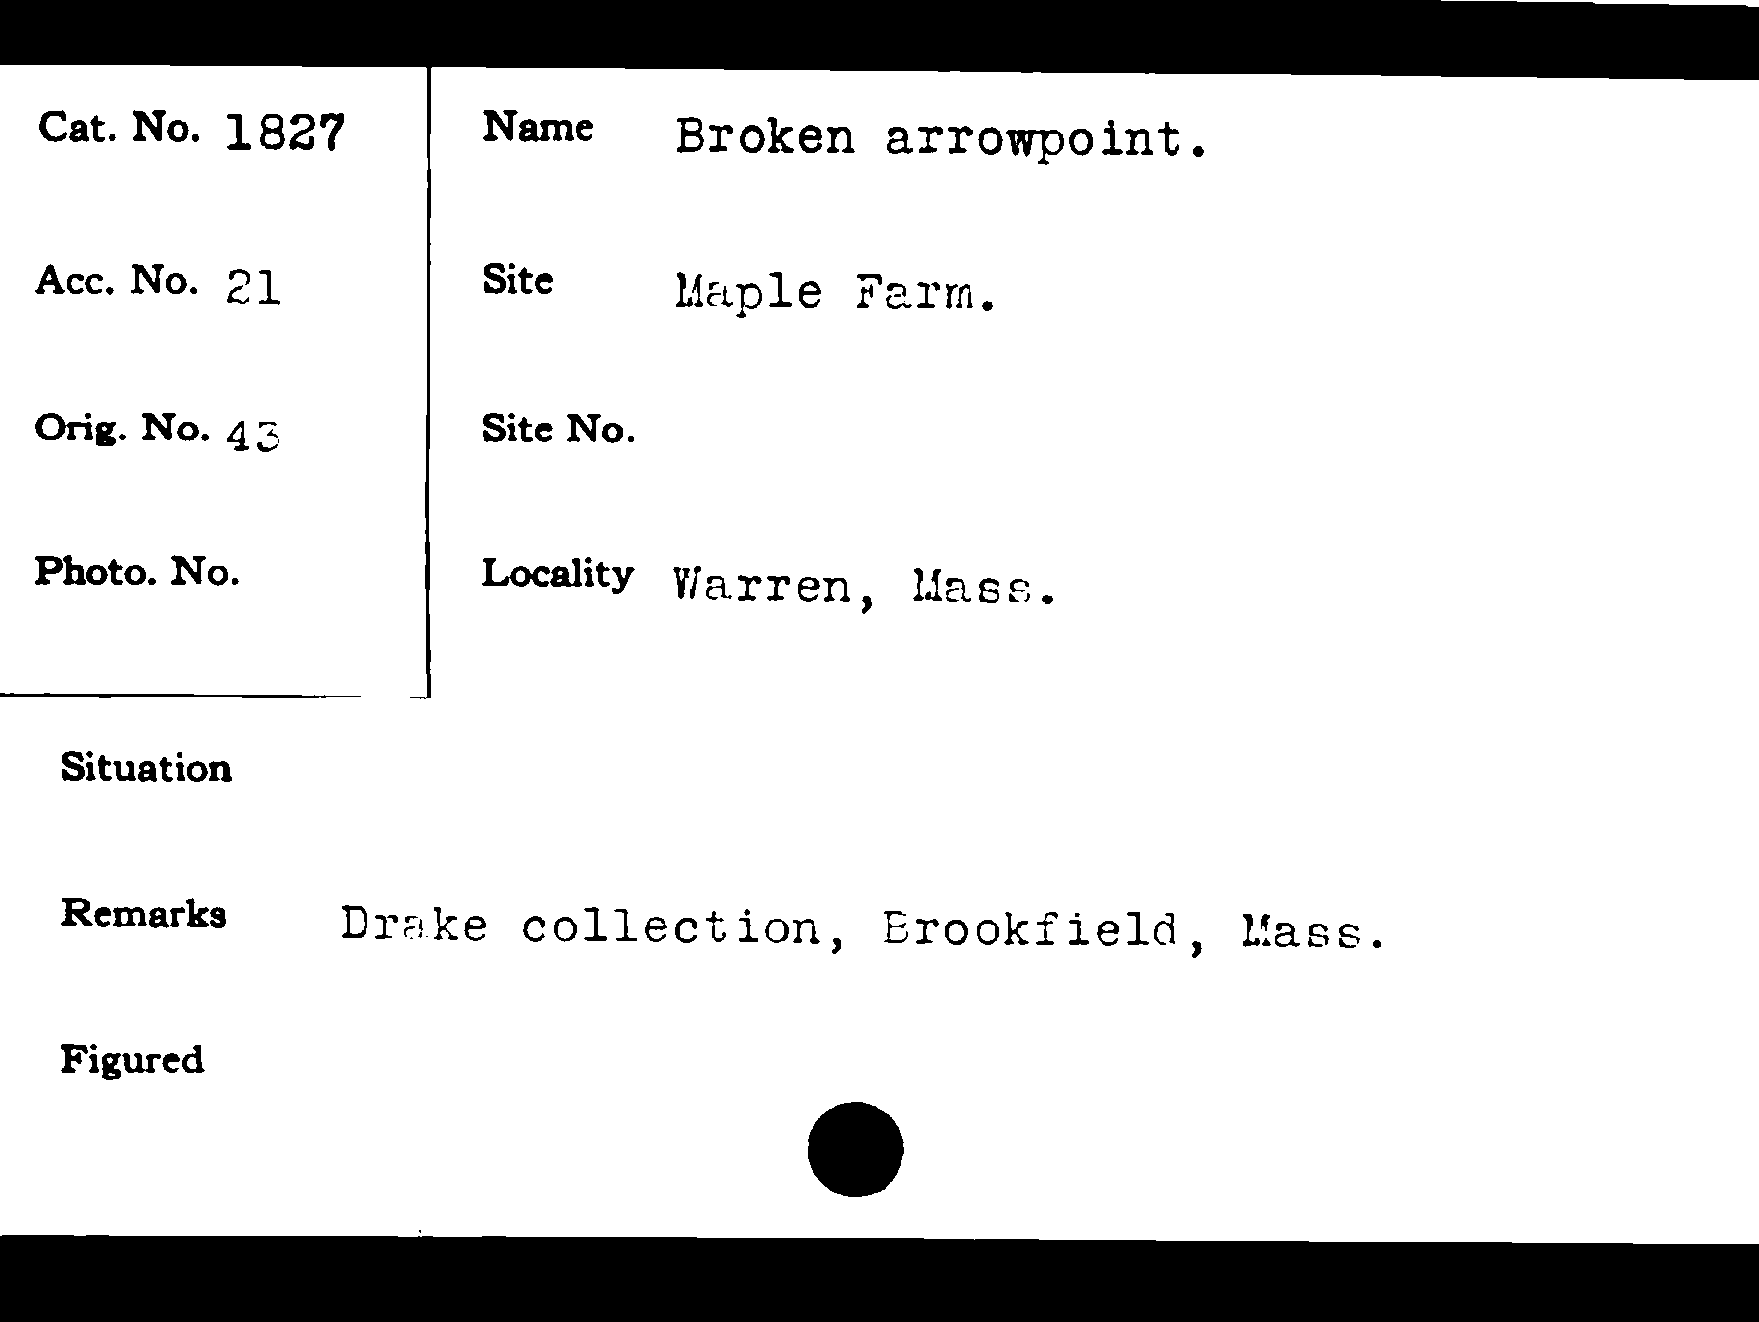 Cat. No. 1827
Acc. No. 21
Orig. No. 43
Photo. No.
Name Broken arrowpoint.
Site Maple Farm.
Site No.
Locality Warren, Mass.
Situation
Remarks Drake collection, Brookfield, Mass.
Figured